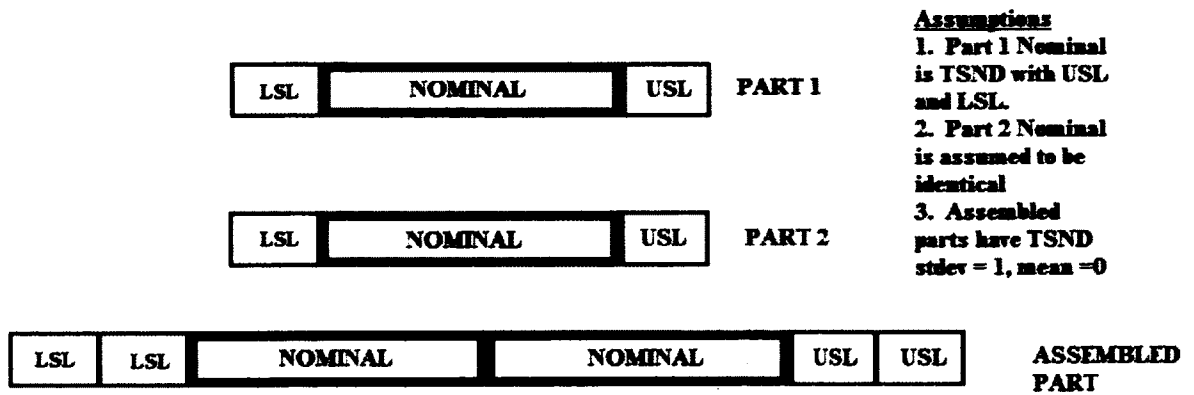 Assumptions
1. Part 1 Nominal
is TSND with USL
and LSL.
2. Part 2 Nominal
is assumed to be
identical
3. Assembled
parts have TSND
stdev = 1, mean =0
LSL NOMINAL USL PART 1
LSL NOMINAL USL PART 2
LSL LSL NOMINAL NOMINAL USL USL ASSEMBLED
PART